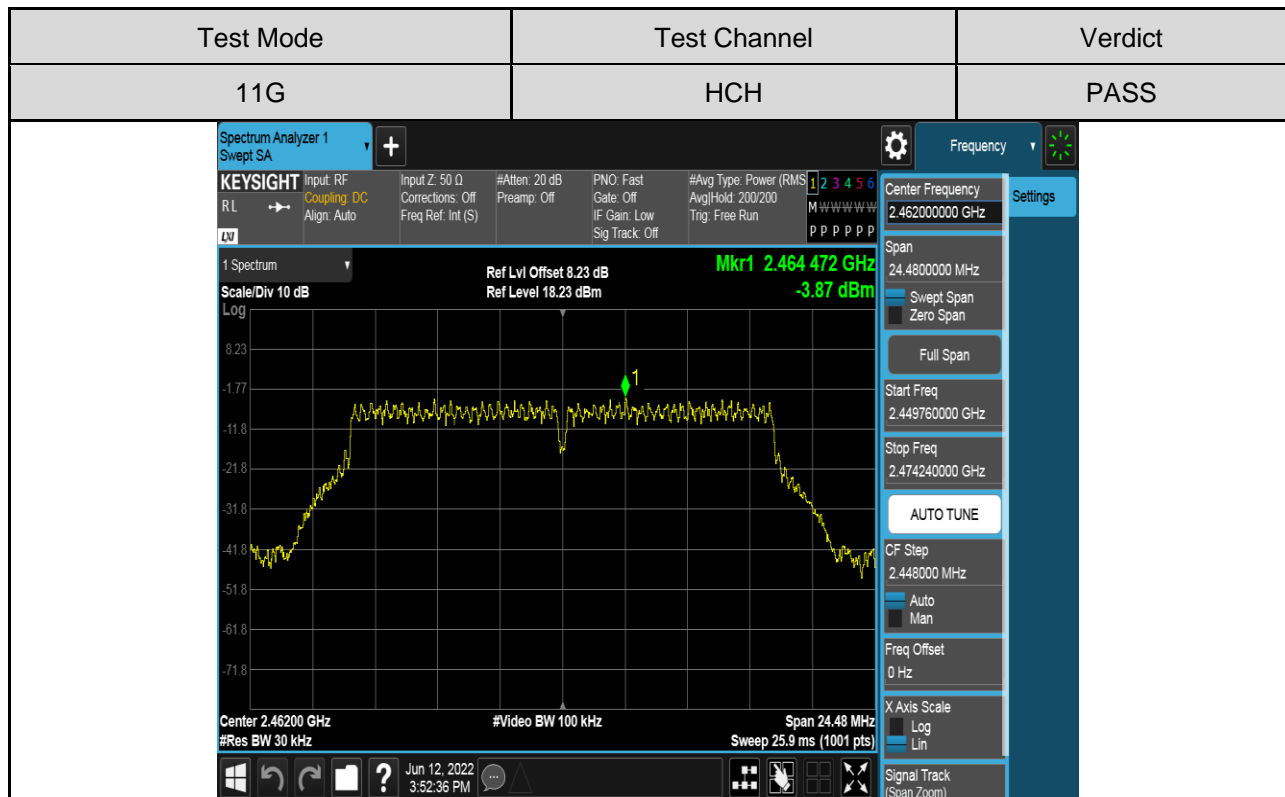 Test Mode Test Channel Verdict
11G HCH PASS
Spectrum Analyzer 1
Swept SA
+
Frequency
KEYSIGHT
R L
LXI
Input: RF
Coupling: DC
Align: Auto
Input Z: 50 Ω
Corrections: Off
Freq Ref: Int (S)
#Atten: 20 dB
Preamp: Off
PNO: Fast
Gate: Off
IF Gain: Low
Sig Track: Off
#Avg Type: Power (RMS
Avg|Hold: 200/200
Trig: Free Run
1 2 3 4 5 6
M W W W W W
P P P P P P
1 Spectrum
Scale/Div 10 dB
Log
Ref Lvl Offset 8.23 dB
Ref Level 18.23 dBm
Mkr1 2.464 472 GHz
-3.87 dBm
1
8.23
-1.77
-11.8
-21.8
-31.8
-41.8
-51.8
-61.8
-71.8
Center 2.46200 GHz
#Res BW 30 kHz
#Video BW 100 kHz
Span 24.48 MHz
Sweep 25.9 ms (1001 pts)
?
Jun 12, 2022
3:52:36 PM
Center Frequency
2.462000000 GHz
Span
24.4800000 MHz
Swept Span
Zero Span
Full Span
Start Freq
2.449760000 GHz
Stop Freq
2.474240000 GHz
AUTO TUNE
CF Step
2.448000 MHz
Auto
Man
Freq Offset
0 Hz
X Axis Scale
Log
Lin
Signal Track
(Span Zoom)
Settings